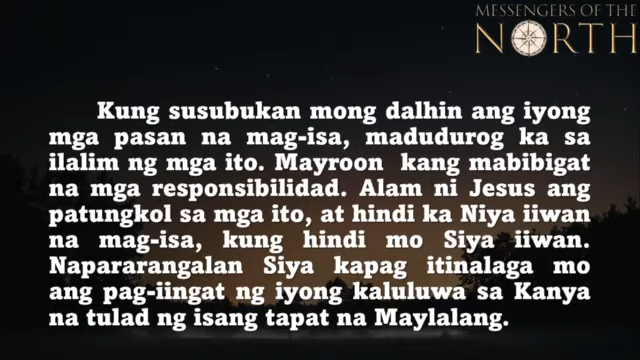 MESSENGERS OF THE
NORTH
Kung susubukan mong dalhin ang iyong
mga pasan na mag-isa, madudurog ka sa
ilalim ng mga ito. Mayroon kang mabibigat
na mga responsibilidad. Alam ni Jesus ang
patungkol sa mga ito, at hindi ka Niya iiwan
na mag-isa, kung hindi mo Siya iiwan.
Napararangalan Siya kapag itinalaga mo
ang pag-iingat ng iyong kaluluwa sa Kanya
na tulad ng isang tapat na Maylalang.